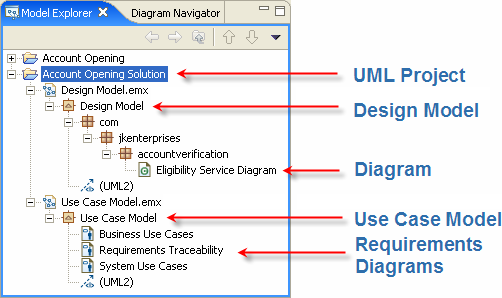 Model Explorer Diagram Navigator
Account Opening
Account Opening Solution UML Project
Design Model.emx
Design Model Design Model
com
jkenterprises
accountverification
Eligibility Service Diagram Diagram
(UML2)
Use Case Model.emx
Use Case Model Use Case Model
Business Use Cases
Requirements Traceability Requirements
Diagrams
System Use Cases
(UML2)